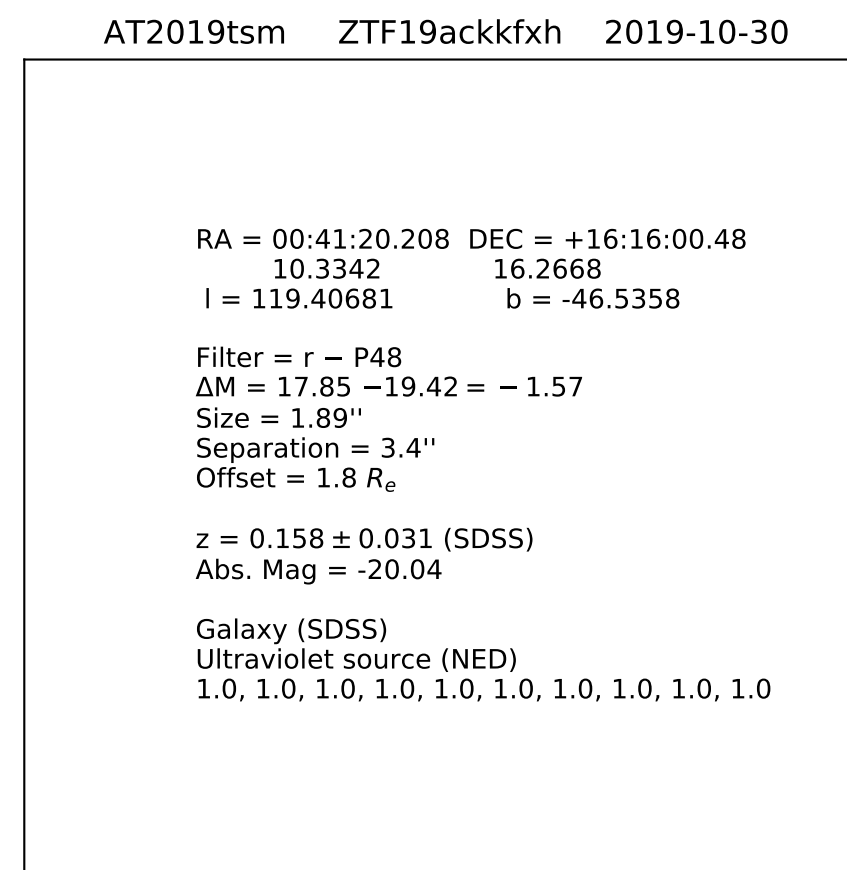 AT2019tsm ZTF19ackkfxh 2019-10-30
RA = 00:41:20.208 DEC = +16:16:00.48
10.3342 16.2668
l = 119.40681 b = -46.5358
Filter = r − P48
ΔM = 17.85 −19.42 = − 1.57
Size = 1.89''
Separation = 3.4''
Offset = 1.8 Re
z = 0.158 ± 0.031 (SDSS)
Abs. Mag = -20.04
Galaxy (SDSS)
Ultraviolet source (NED)
1.0, 1.0, 1.0, 1.0, 1.0, 1.0, 1.0, 1.0, 1.0, 1.0